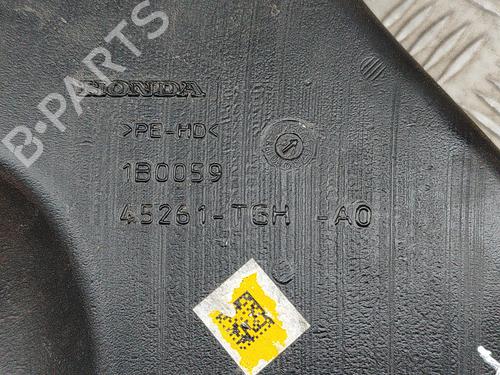 B-PARTS
HONDA
>PE-HD<
1B0059
45261-TGH -A0